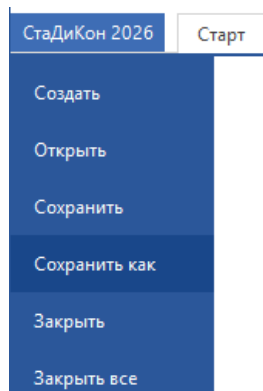 СтаДиКон 2026 Старт
Создать
Открыть
Сохранить
Сохранить как
Закрыть
Закрыть все